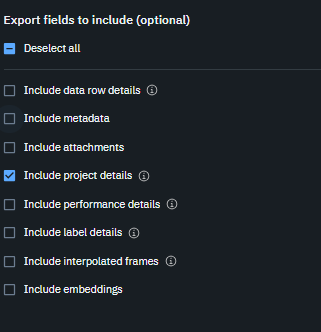 Export fields to include (optional)
Deselect all
Include data row details
Include metadata
Include attachments
Include project details
Include performance details
Include label details
Include interpolated frames
Include embeddings